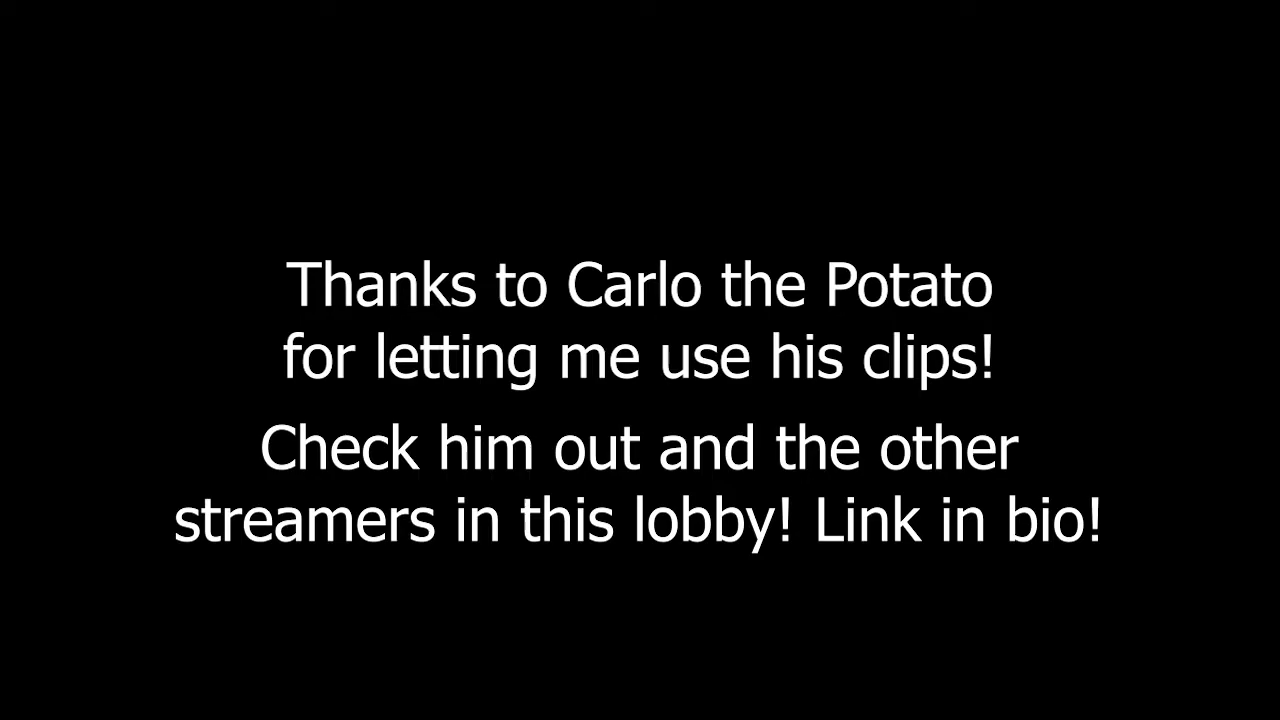 Thanks to Carlo the Potato
for letting me use his clips!
Check him out and the other
streamers in this lobby! Link in bio!